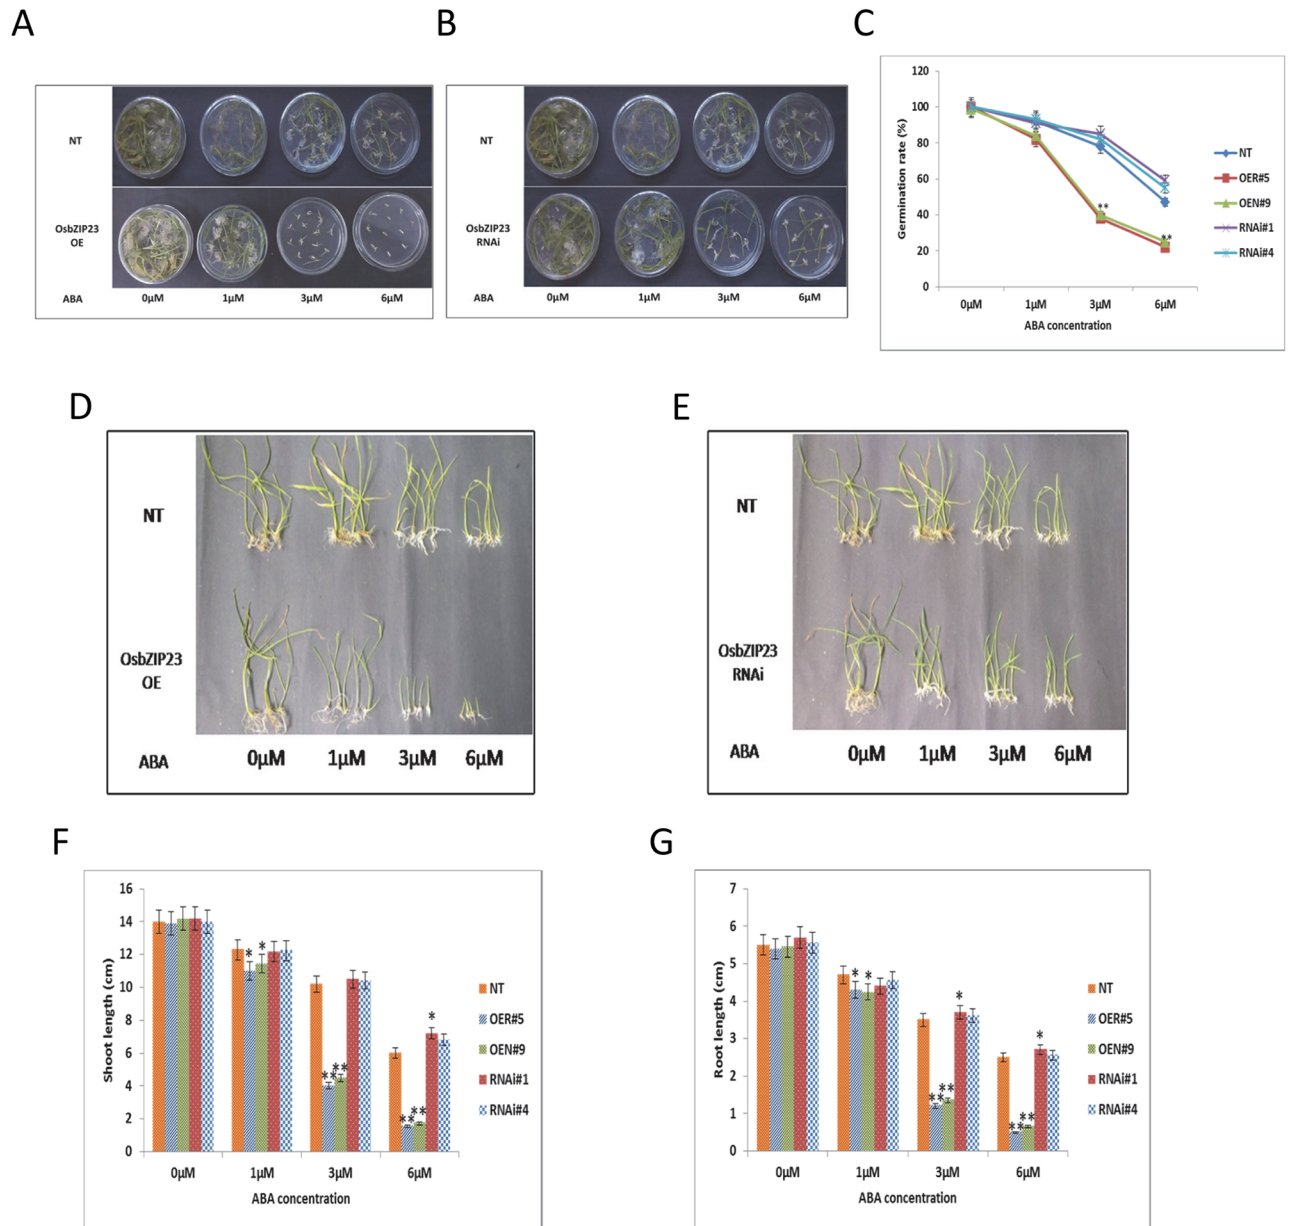 A
B
C
NT
OsbZIP23
OE
ABA
0μM
1μM
3μM
6μM
NT
OsbZIP23
RNAi
ABA
0μM
1μM
3μM
6μM
120
100
80
60
40
20
0
Germination rate (%)
**
**
0μM
1μM
3μM
6μM
ABA concentration
NT
OER#5
OEN#9
RNAi#1
RNAi#4
D
E
NT
OsbZIP23
OE
ABA
0μM
1μM
3μM
6μM
NT
OsbZIP23
RNAi
ABA
0μM
1μM
3μM
6μM
F
G
16
14
12
10
8
6
4
2
0
Shoot length (cm)
* *
** **
** ** *
0μM
1μM
3μM
6μM
ABA concentration
NT
OER#5
OEN#9
RNAi#1
RNAi#4
7
6
5
4
3
2
1
0
Root length (cm)
* *
** ** *
** ** *
0μM
1μM
3μM
6μM
ABA concentration
NT
OER#5
OEN#9
RNAi#1
RNAi#4